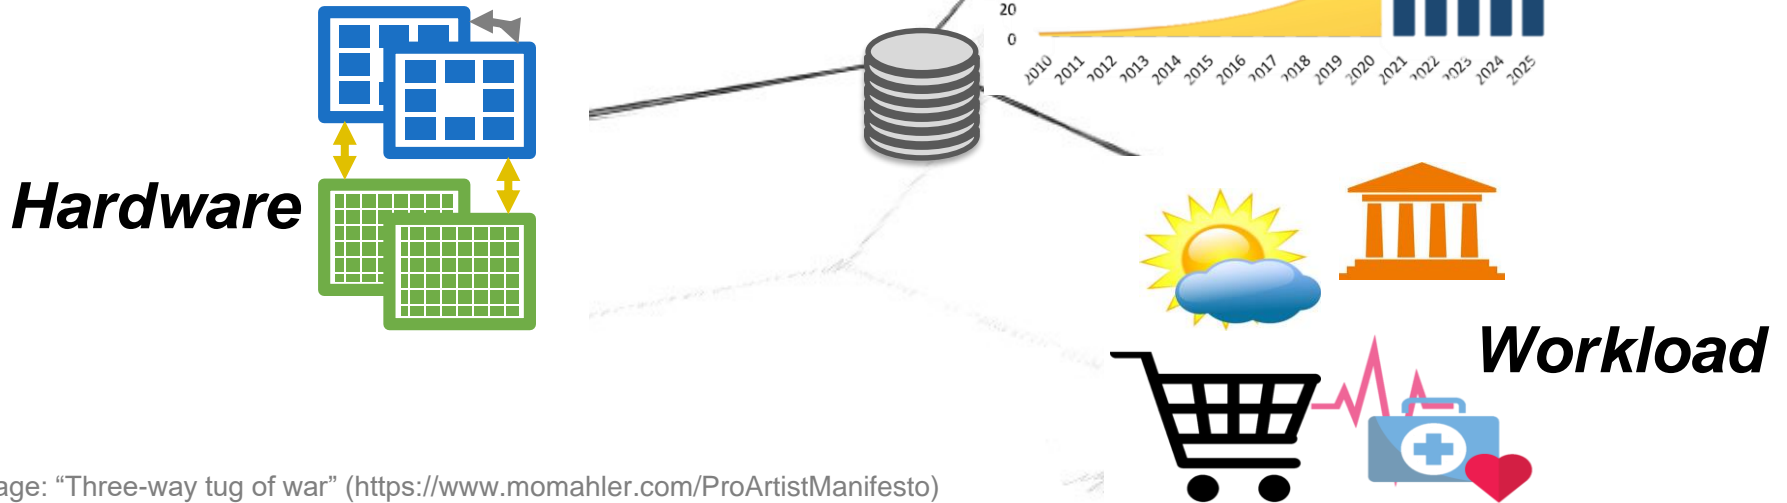 20
0
2010 2011 2012 2013 2014 2015 2016 2017 2018 2019 2020 2021 2022 2023 2024 2025
Hardware
Workload
age: “Three-way tug of war” (https://www.momahler.com/ProArtistManifesto)